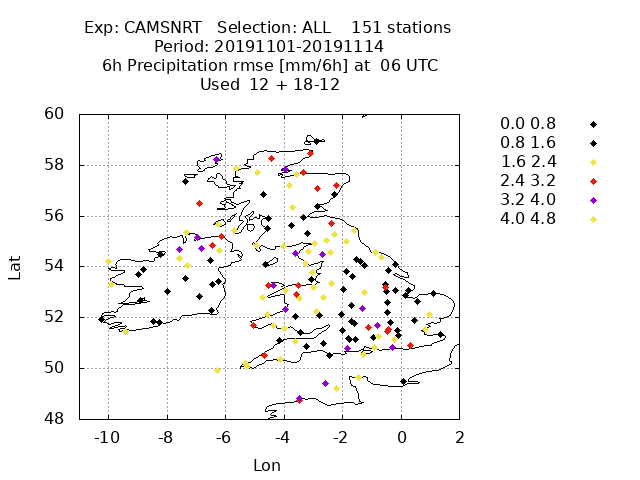 Exp: CAMSNRT   Selection: ALL    151 stations
Period: 20191101-20191114
6h Precipitation rmse [mm/6h] at  06 UTC
Used  12 + 18-12
60
58
56
54
52
50
48
Lat
-10 -8 -6 -4 -2 0 2
Lon
0.0 0.8
0.8 1.6
1.6 2.4
2.4 3.2
3.2 4.0
4.0 4.8